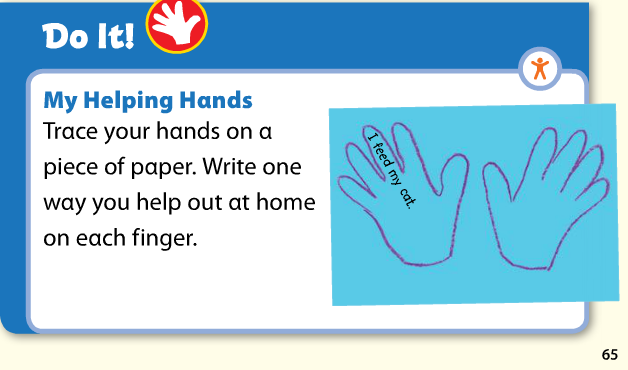 Do It!
My Helping Hands
Trace your hands on a
piece of paper. Write one
way you help out at home
on each finger.
I feed my cat.
65